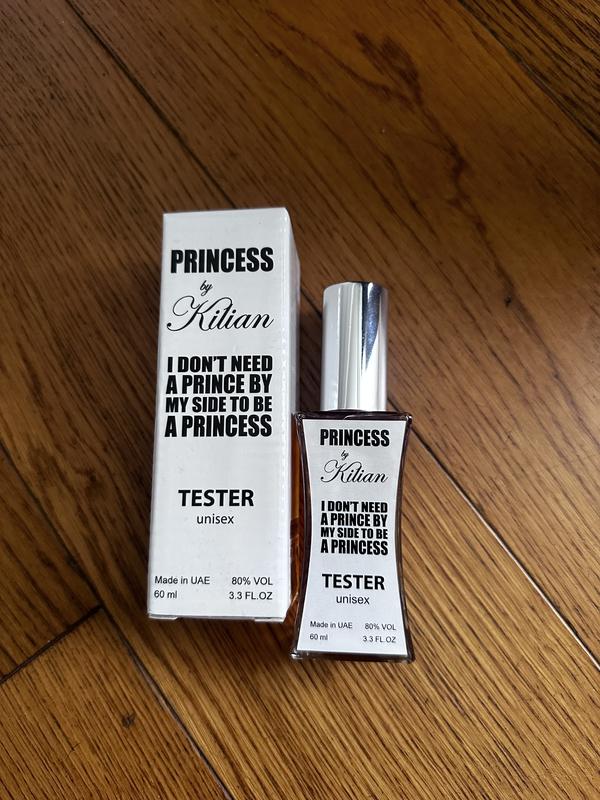 PRINCESS
by
Kilian
I DON'T NEED
A PRINCE BY
MY SIDE TO BE
A PRINCESS
TESTER
unisex
Made in UAE 80% VOL
60 ml 3.3 FL.OZ
PRINCESS
by
Kilian
I DON'T NEED
A PRINCE BY
MY SIDE TO BE
A PRINCESS
TESTER
unisex
Made in UAE 80% VOL
60 ml 3.3 FL.OZ